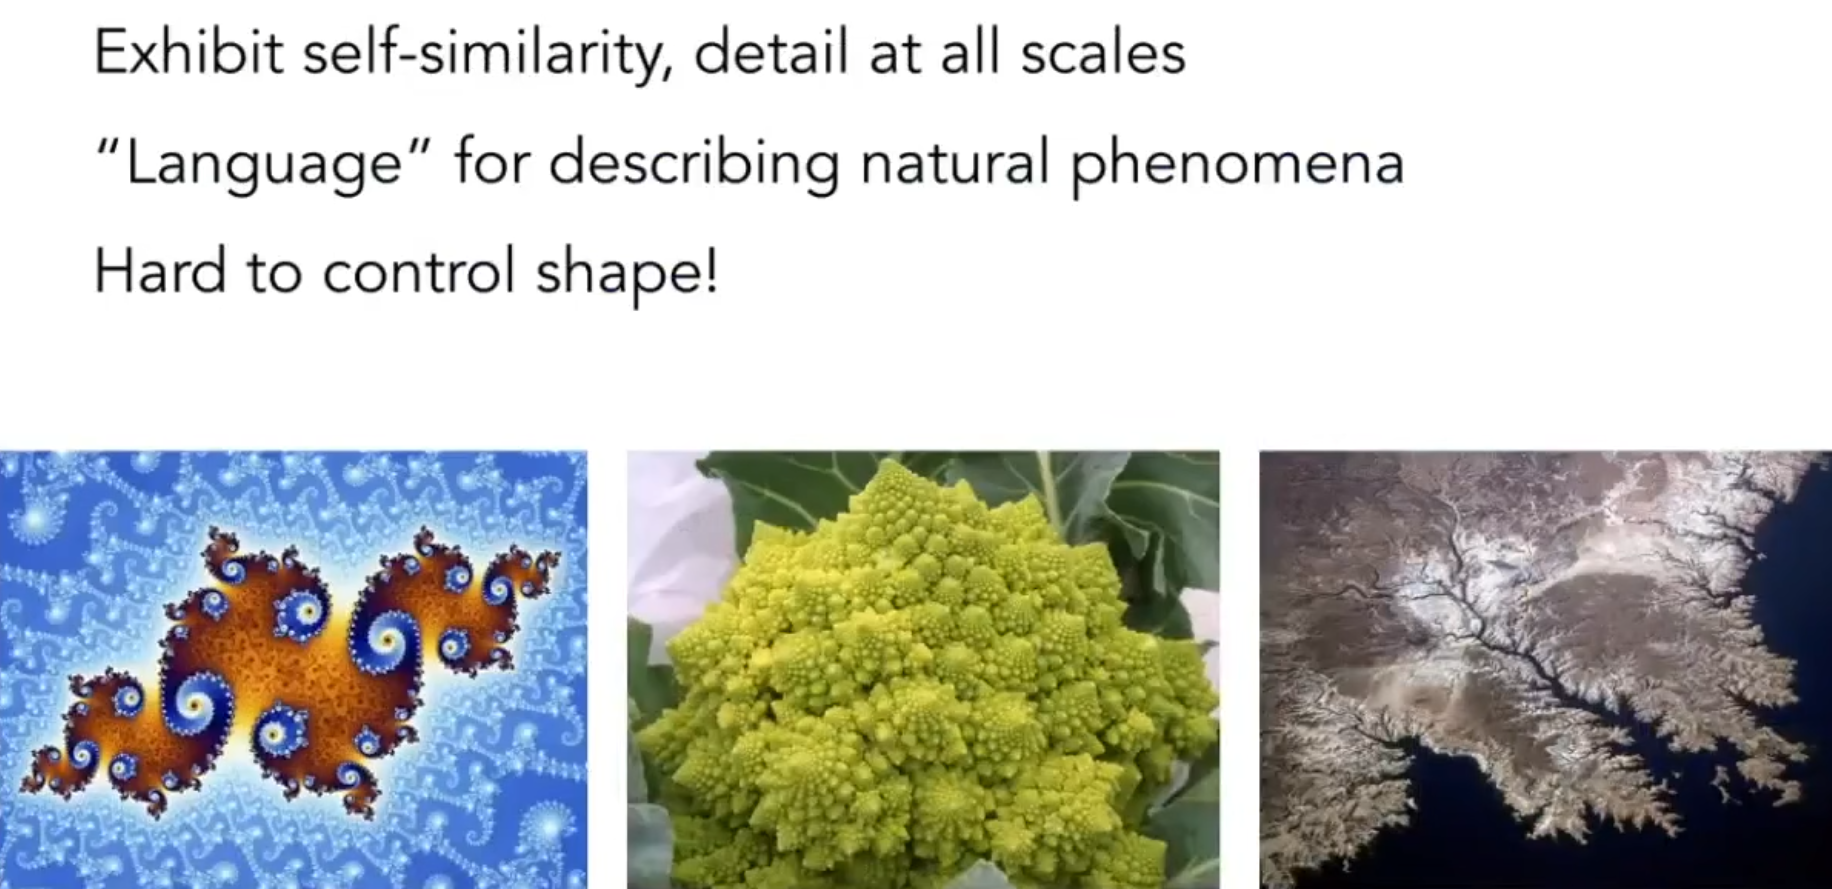 Exhibit self-similarity, detail at all scales
“Language” for describing natural phenomena
Hard to control shape!